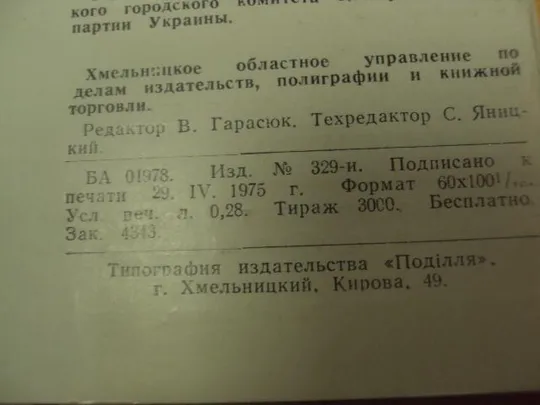 кого городского комитета
партии Украины.
Хмельницкое областное управление по
делам издательств, полиграфии и книжной
торговли.
Редактор В. Гарасюк. Техредактор С. Яниц-
кий.
БА 01978. Изд. № 329-и. Подписано к
печати 29. IV. 1975 г. Формат 60х100¹/
Усл. печ. л. 0,28. Тираж 3000. Бесплатно.
Зак. 4343.
Типография издательства «Поділля».
г. Хмельницкий, Кирова, 49.